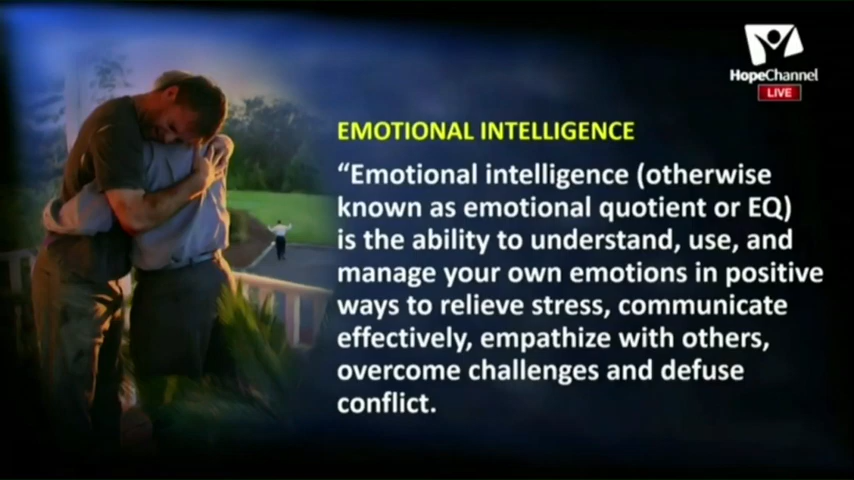 HopeChannel
LIVE
EMOTIONAL INTELLIGENCE
“Emotional intelligence (otherwise
known as emotional quotient or EQ)
is the ability to understand, use, and
manage your own emotions in positive
ways to relieve stress, communicate
effectively, empathize with others,
overcome challenges and defuse
conflict.